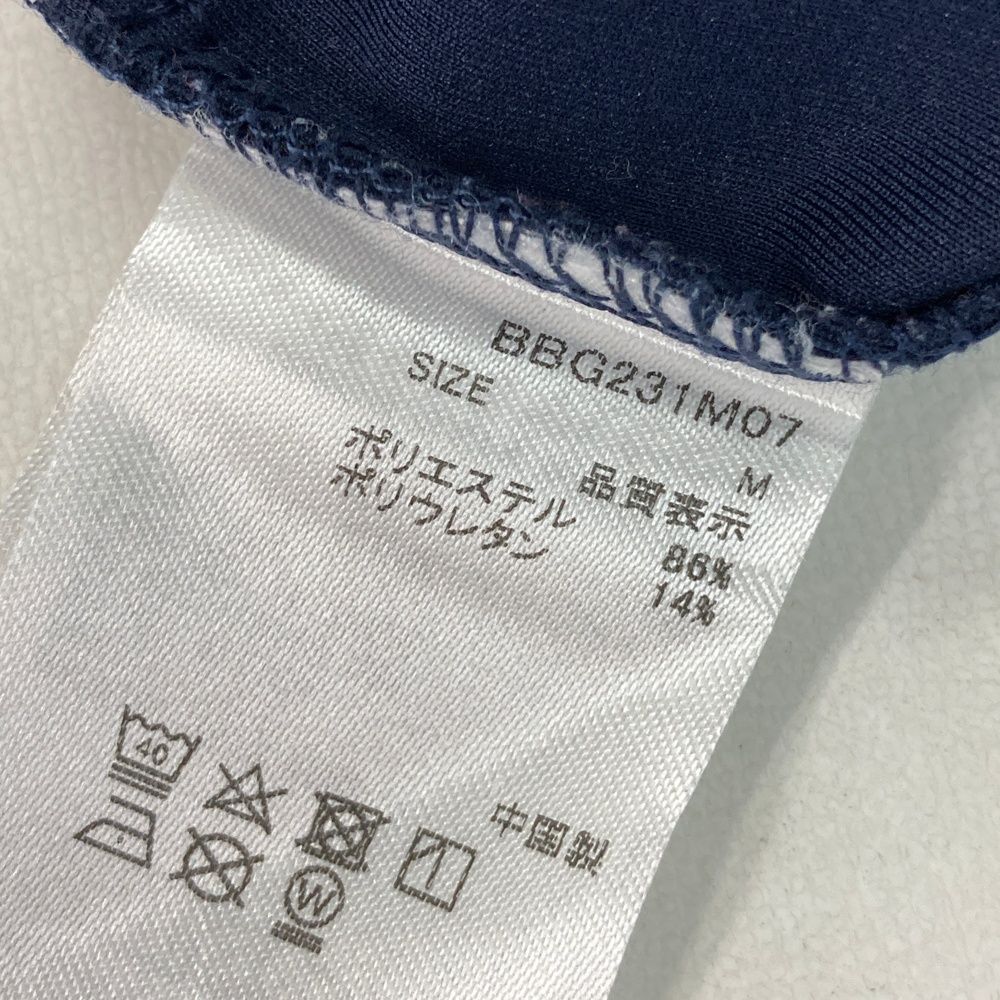 BBG231M07
SIZE M
品質表示
ポリエステル 86%
ポリウレタン 14%
40
W
中国製